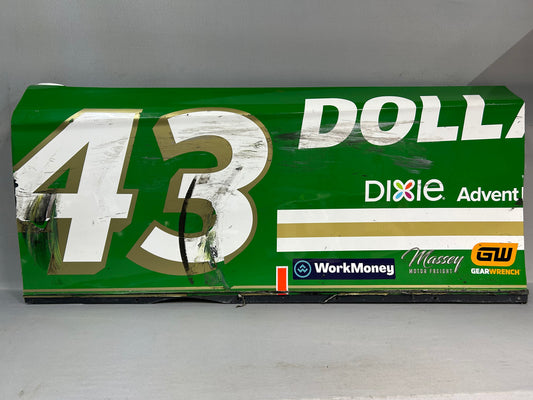 43
DOLLA
DIXIE
Advent
WorkMoney
Massey
MOTOR FREIGHT
GW
GEARWRENCH